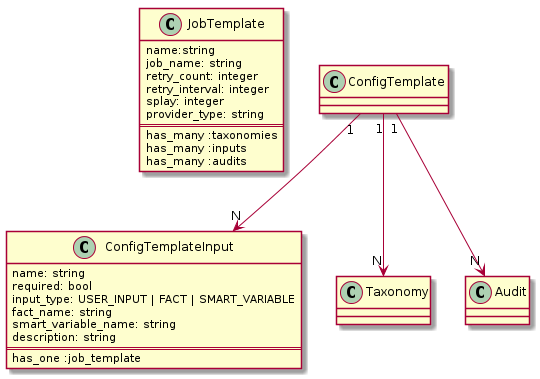 C JobTemplate
name:string
job_name: string
retry_count: integer
retry_interval: integer
splay: integer
provider_type: string
has_many :taxonomies
has_many :inputs
has_many :audits
C ConfigTemplate
1 1 1
N N N
C ConfigTemplateInput
name: string
required: bool
input_type: USER_INPUT | FACT | SMART_VARIABLE
fact_name: string
smart_variable_name: string
description: string
has_one :job_template
C Taxonomy
C Audit